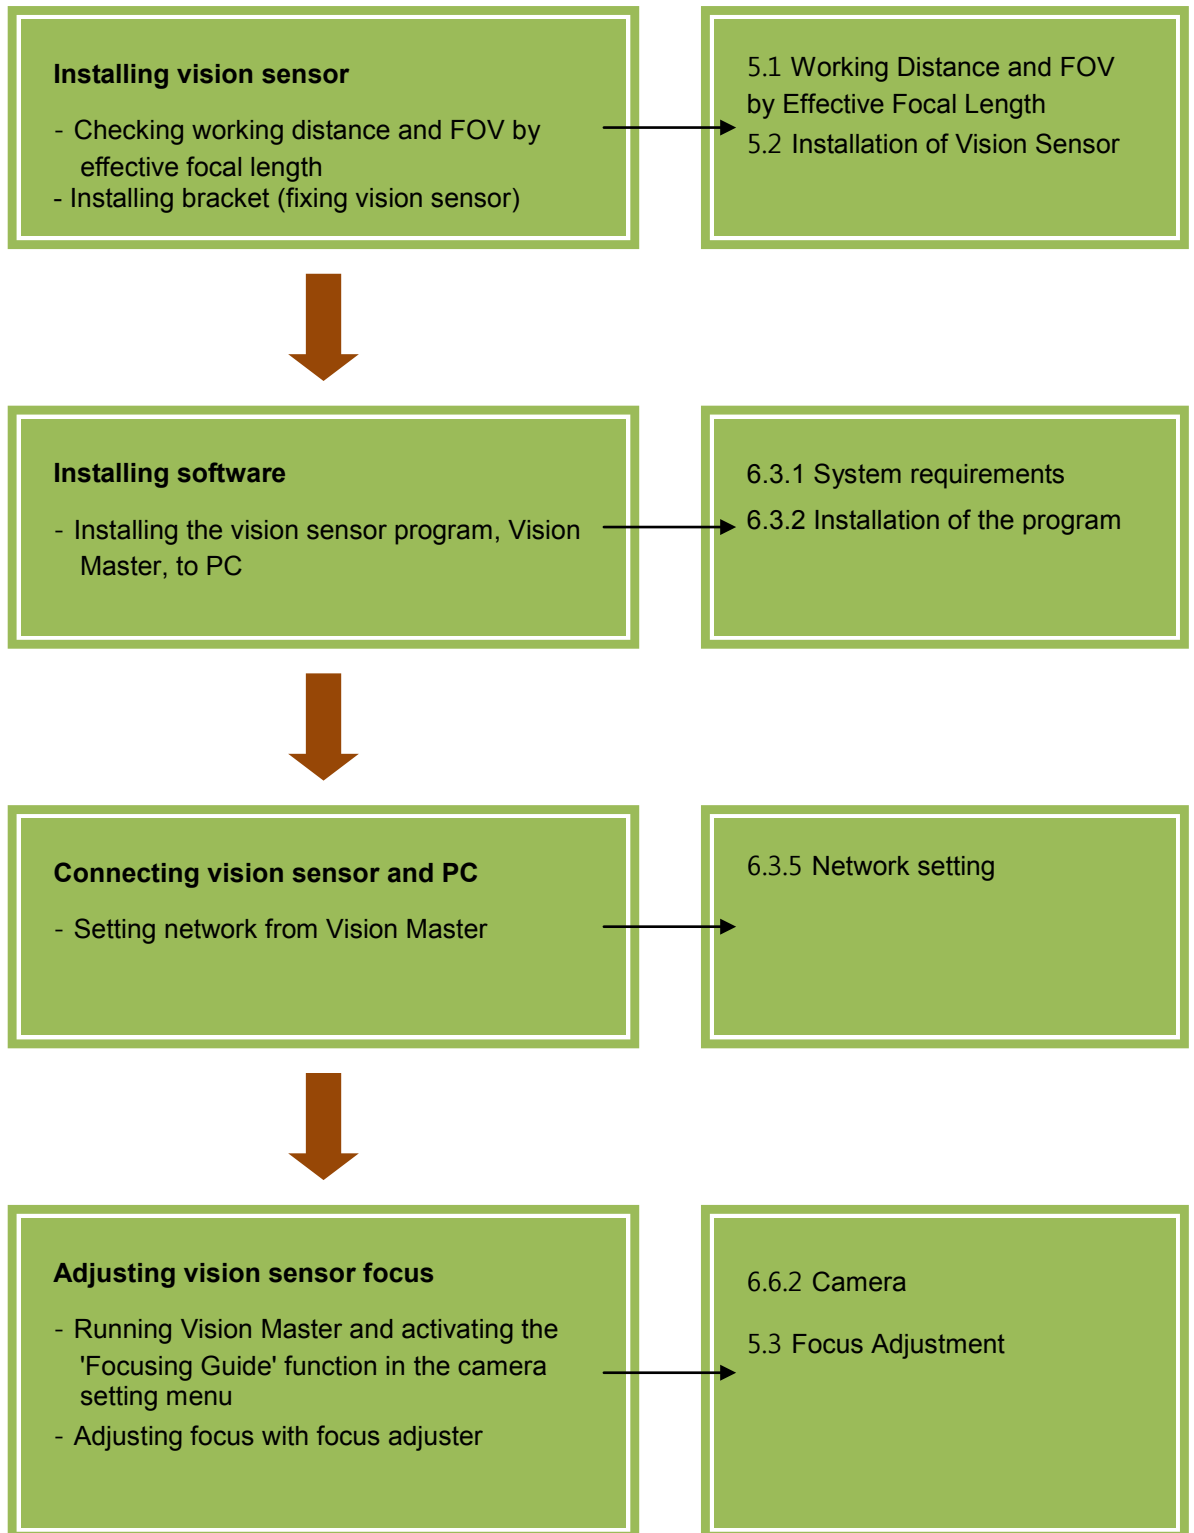 Installing vision sensor
- Checking working distance and FOV by
effective focal length
- Installing bracket (fixing vision sensor)
5.1 Working Distance and FOV
by Effective Focal Length
5.2 Installation of Vision Sensor
Installing software
- Installing the vision sensor program, Vision
Master, to PC
6.3.1 System requirements
6.3.2 Installation of the program
Connecting vision sensor and PC
- Setting network from Vision Master
6.3.5 Network setting
Adjusting vision sensor focus
- Running Vision Master and activating the
'Focusing Guide' function in the camera
setting menu
- Adjusting focus with focus adjuster
6.6.2 Camera
5.3 Focus Adjustment